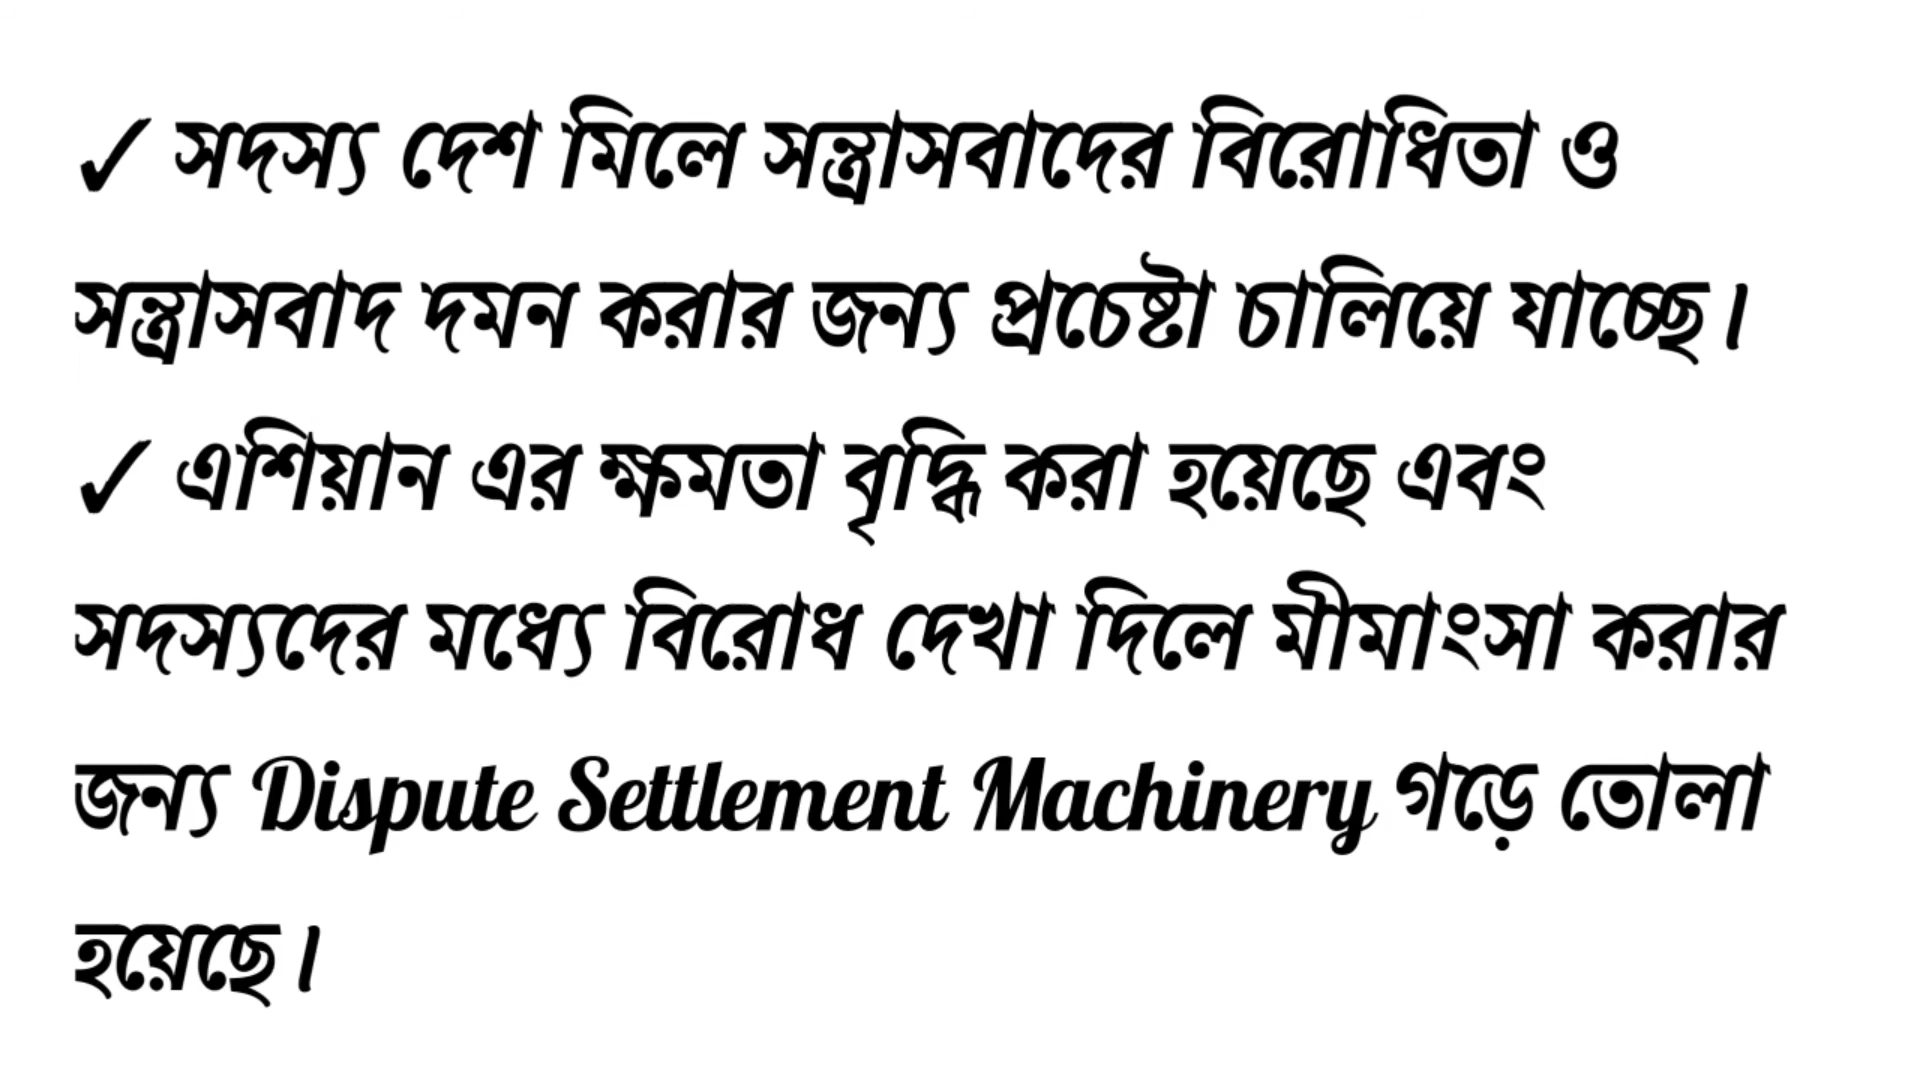 ✓ সদস্য দেশ মিলে সন্ত্রাসবাদের বিরোধিতা ও
সন্ত্রাসবাদ দমন করার জন্য প্রচেষ্টা চালিয়ে যাচ্ছে।
✓ এশিয়ান এর ক্ষমতা বৃদ্ধি করা হয়েছে এবং
সদস্যদের মধ্যে বিরোধ দেখা দিলে মীমাংসা করার
জন্য Dispute Settlement Machinery গড়ে তোলা
হয়েছে।